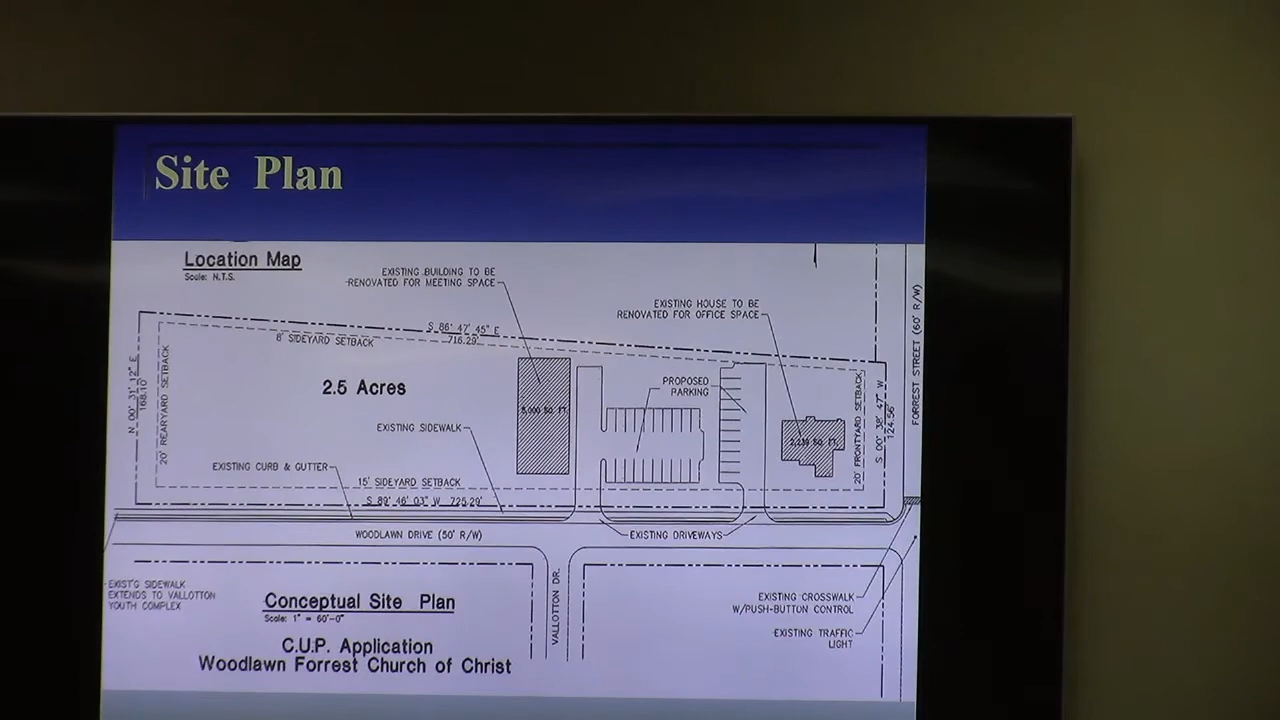 Site Plan
Location Map
Scale: N.T.S.
EXISTING BUILDING TO BE
RENOVATED FOR MEETING SPACE
EXISTING HOUSE TO BE
RENOVATED FOR OFFICE SPACE
FORREST STREET (60' R/W)
S 86° 47' 45" E
716.29'
8' SIDEYARD SETBACK
N 00° 31' 12" E
168.10'
20' REARYARD SETBACK
2.5 Acres
PROPOSED
PARKING
5,000 SQ. FT.
20' FRONTYARD SETBACK
S 00° 38' 47" W
124.56'
EXISTING SIDEWALK
EXISTING CURB & GUTTER
15' SIDEYARD SETBACK
S 89° 46' 03" W 725.29'
WOODLAWN DRIVE (50' R/W)
EXISTING DRIVEWAYS
EXIST'G SIDEWALK
EXTENDS TO VALLOTTON
YOUTH COMPLEX
VALLOTTON DR.
EXISTING CROSSWALK
W/PUSH-BUTTON CONTROL
EXISTING TRAFFIC
LIGHT
Conceptual Site Plan
Scale: 1" = 60'-0"
C.U.P. Application
Woodlawn Forrest Church of Christ